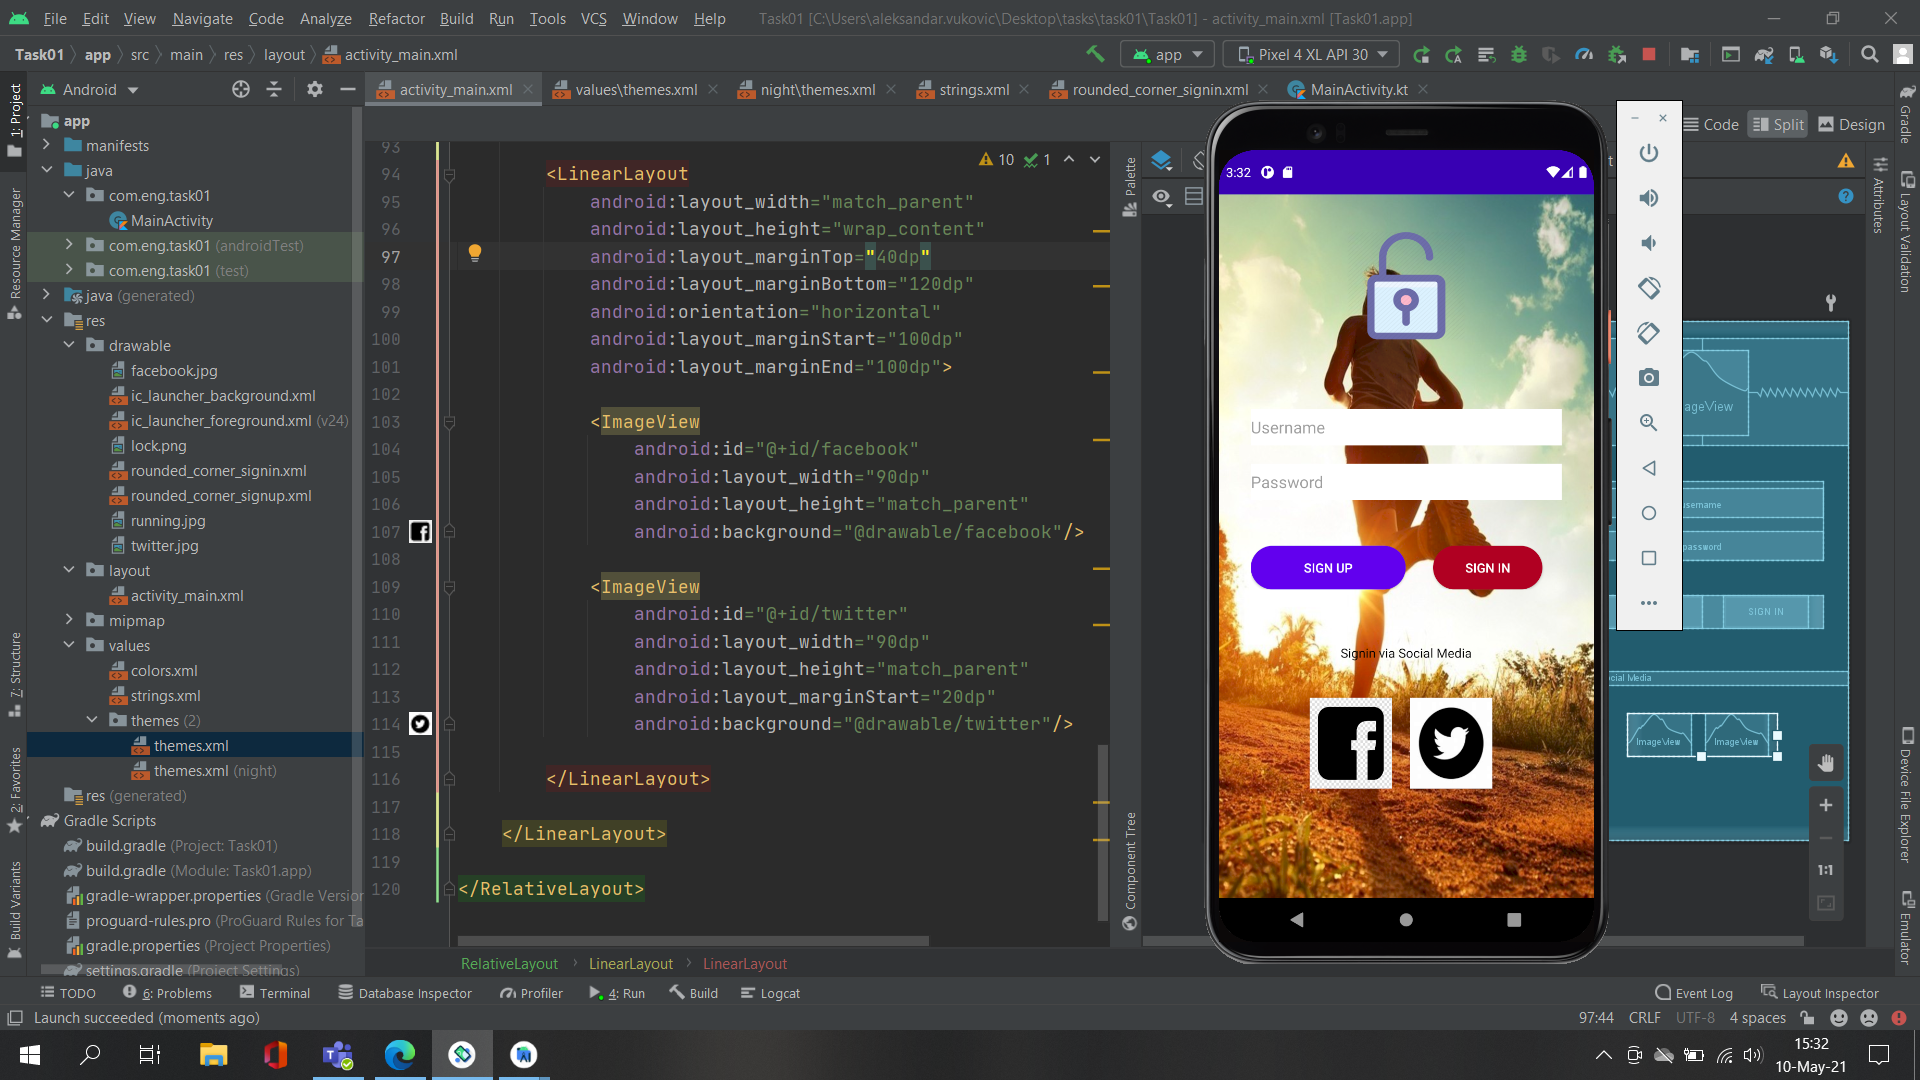 File Edit View Navigate Code Analyze Refactor Build Run Tools VCS Window Help Task01 [C:\Users\aleksandar.vukovic\Desktop\tasks\task01\Task01] - activity_main.xml [Task01.app]
Task01 app src main res layout activity_main.xml app Pixel 4 XL API 30
Android activity_main.xml values\themes.xml night\themes.xml strings.xml rounded_corner_signin.xml MainActivity.kt
Code Split Design
1: Project
Resource Manager
7: Structure
2: Favorites
Build Variants
app
manifests
java
com.eng.task01
MainActivity
com.eng.task01 (androidTest)
com.eng.task01 (test)
java (generated)
res
drawable
facebook.jpg
ic_launcher_background.xml
ic_launcher_foreground.xml (v24)
lock.png
rounded_corner_signin.xml
rounded_corner_signup.xml
running.jpg
twitter.jpg
layout
activity_main.xml
mipmap
values
colors.xml
strings.xml
themes (2)
themes.xml
themes.xml (night)
res (generated)
Gradle Scripts
build.gradle (Project: Task01)
build.gradle (Module: Task01.app)
gradle-wrapper.properties (Gradle Version
proguard-rules.pro (ProGuard Rules for Ta
gradle.properties (Project Properties)
settings.gradle (Project Settings)
10 1
93
94 <LinearLayout
95 android:layout_width="match_parent"
96 android:layout_height="wrap_content"
97 android:layout_marginTop="40dp"
98 android:layout_marginBottom="120dp"
99 android:orientation="horizontal"
100 android:layout_marginStart="100dp"
101 android:layout_marginEnd="100dp">
102
103 <ImageView
104 android:id="@+id/facebook"
105 android:layout_width="90dp"
106 android:layout_height="match_parent"
107 android:background="@drawable/facebook"/>
108
109 <ImageView
110 android:id="@+id/twitter"
111 android:layout_width="90dp"
112 android:layout_height="match_parent"
113 android:layout_marginStart="20dp"
114 android:background="@drawable/twitter"/>
115
116 </LinearLayout>
117
118 </LinearLayout>
119
120 </RelativeLayout>
RelativeLayout LinearLayout LinearLayout
Palette
Component Tree
3:32
Username
Password
SIGN UP SIGN IN
Signin via Social Media
ageView
sername
password
SIGN IN
ocial Media
ImageView ImageView
1:1
Attributes
Gradle
Layout Validation
Device File Explorer
Emulator
TODO 6: Problems Terminal Database Inspector Profiler 4: Run Build Logcat Event Log Layout Inspector
Launch succeeded (moments ago) 97:44 CRLF UTF-8 4 spaces
15:32
10-May-21